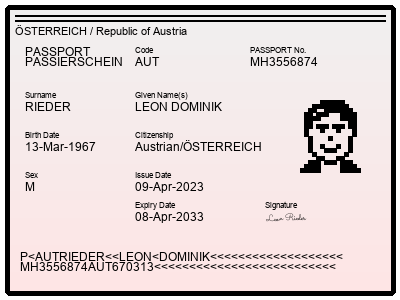 ÖSTERREICH / Republic of Austria
PASSPORT
PASSIERSCHEIN
Code
AUT
PASSPORT No.
MH3556874
Surname
RIEDER
Given Name(s)
LEON DOMINIK
Birth Date
13-Mar-1967
Citizenship
Austrian/ÖSTERREICH
Sex
M
Issue Date
09-Apr-2023
Expiry Date
08-Apr-2033
Signature
Leon Rieder
P<AUTRIEDER<<LEON<DOMINIK<<<<<<<<<<<<<<<<<<<
MH3556874AUT670313<<<<<<<<<<<<<<<<<<<<<<<<<<